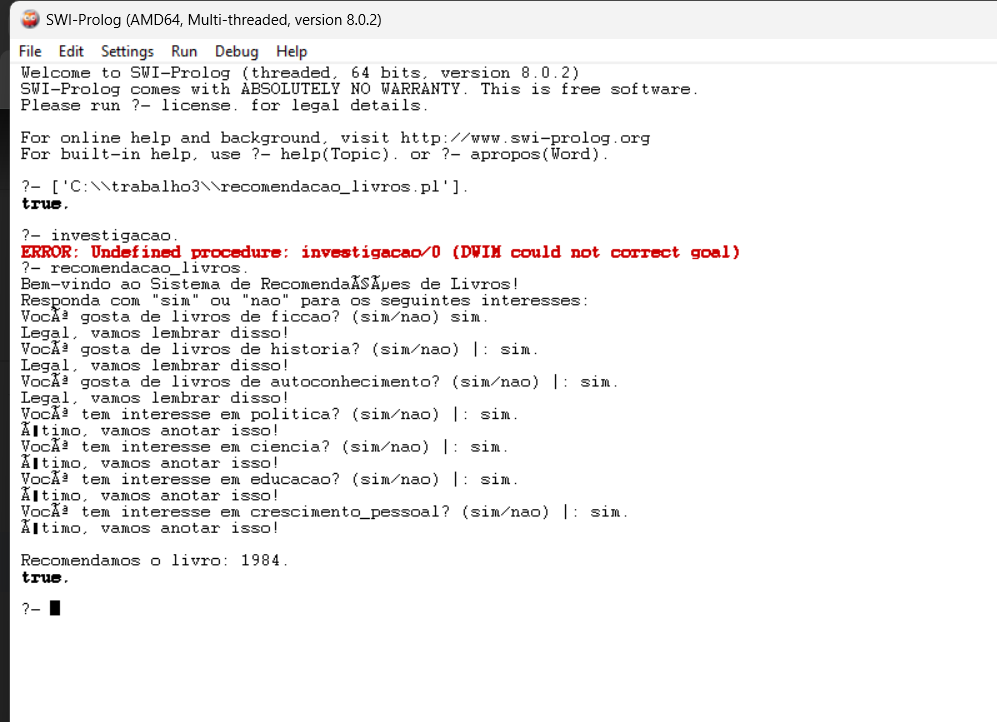 SWI-Prolog (AMD64, Multi-threaded, version 8.0.2)
File Edit Settings Run Debug Help
Welcome to SWI-Prolog (threaded, 64 bits, version 8.0.2)
SWI-Prolog comes with ABSOLUTELY NO WARRANTY. This is free software.
Please run ?- license. for legal details.
For online help and background, visit http://www.swi-prolog.org
For built-in help, use ?- help(Topic). or ?- apropos(Word).
?- ['C:\\trabalho3\\recomendacao_livros.pl'].
true.
?- investigacao.
ERROR: Undefined procedure: investigacao/0 (DWIM could not correct goal)
?- recomendacao_livros.
Bem-vindo ao Sistema de RecomendaÃ§Ãµes de Livros!
Responda com "sim" ou "nao" para os seguintes interesses:
VocÃª gosta de livros de ficcao? (sim/nao) sim.
Legal, vamos lembrar disso!
VocÃª gosta de livros de historia? (sim/nao) |: sim.
Legal, vamos lembrar disso!
VocÃª gosta de livros de autoconhecimento? (sim/nao) |: sim.
Legal, vamos lembrar disso!
VocÃª tem interesse em politica? (sim/nao) |: sim.
Ã▮timo, vamos anotar isso!
VocÃª tem interesse em ciencia? (sim/nao) |: sim.
Ã▮timo, vamos anotar isso!
VocÃª tem interesse em educacao? (sim/nao) |: sim.
Ã▮timo, vamos anotar isso!
VocÃª tem interesse em crescimento_pessoal? (sim/nao) |: sim.
Ã▮timo, vamos anotar isso!
Recomendamos o livro: 1984.
true.
?-